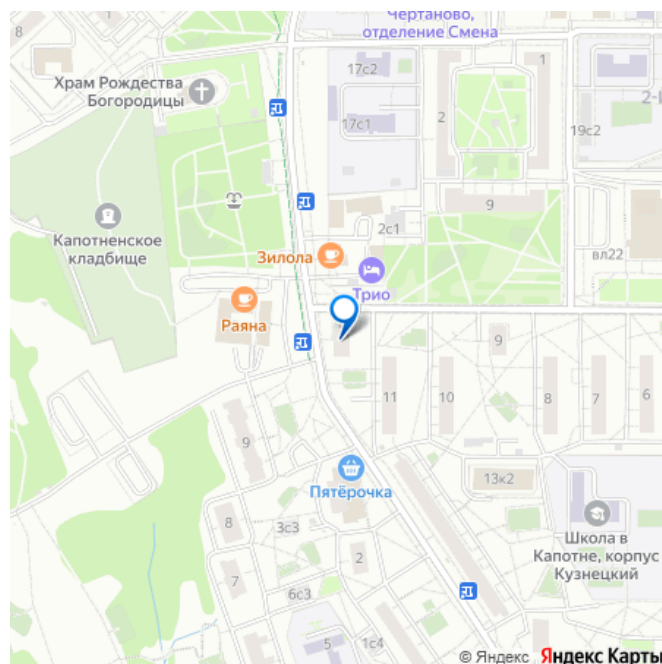 Чертаново,
отделение Смена
8
17с2
1
Храм Рождества
Богородицы
2-
17с1
2
19с2
9
Капотненское
кладбище
2с1
Зилола
вл22
Трио
Раяна
9
11
10
8
7
6
9
Пятёрочка
13к2
8
3с3
Школа в
Капотне, корпус
Кузнецкий
2
7
6с3
5
1с4
© Яндекс Яндекс Карты